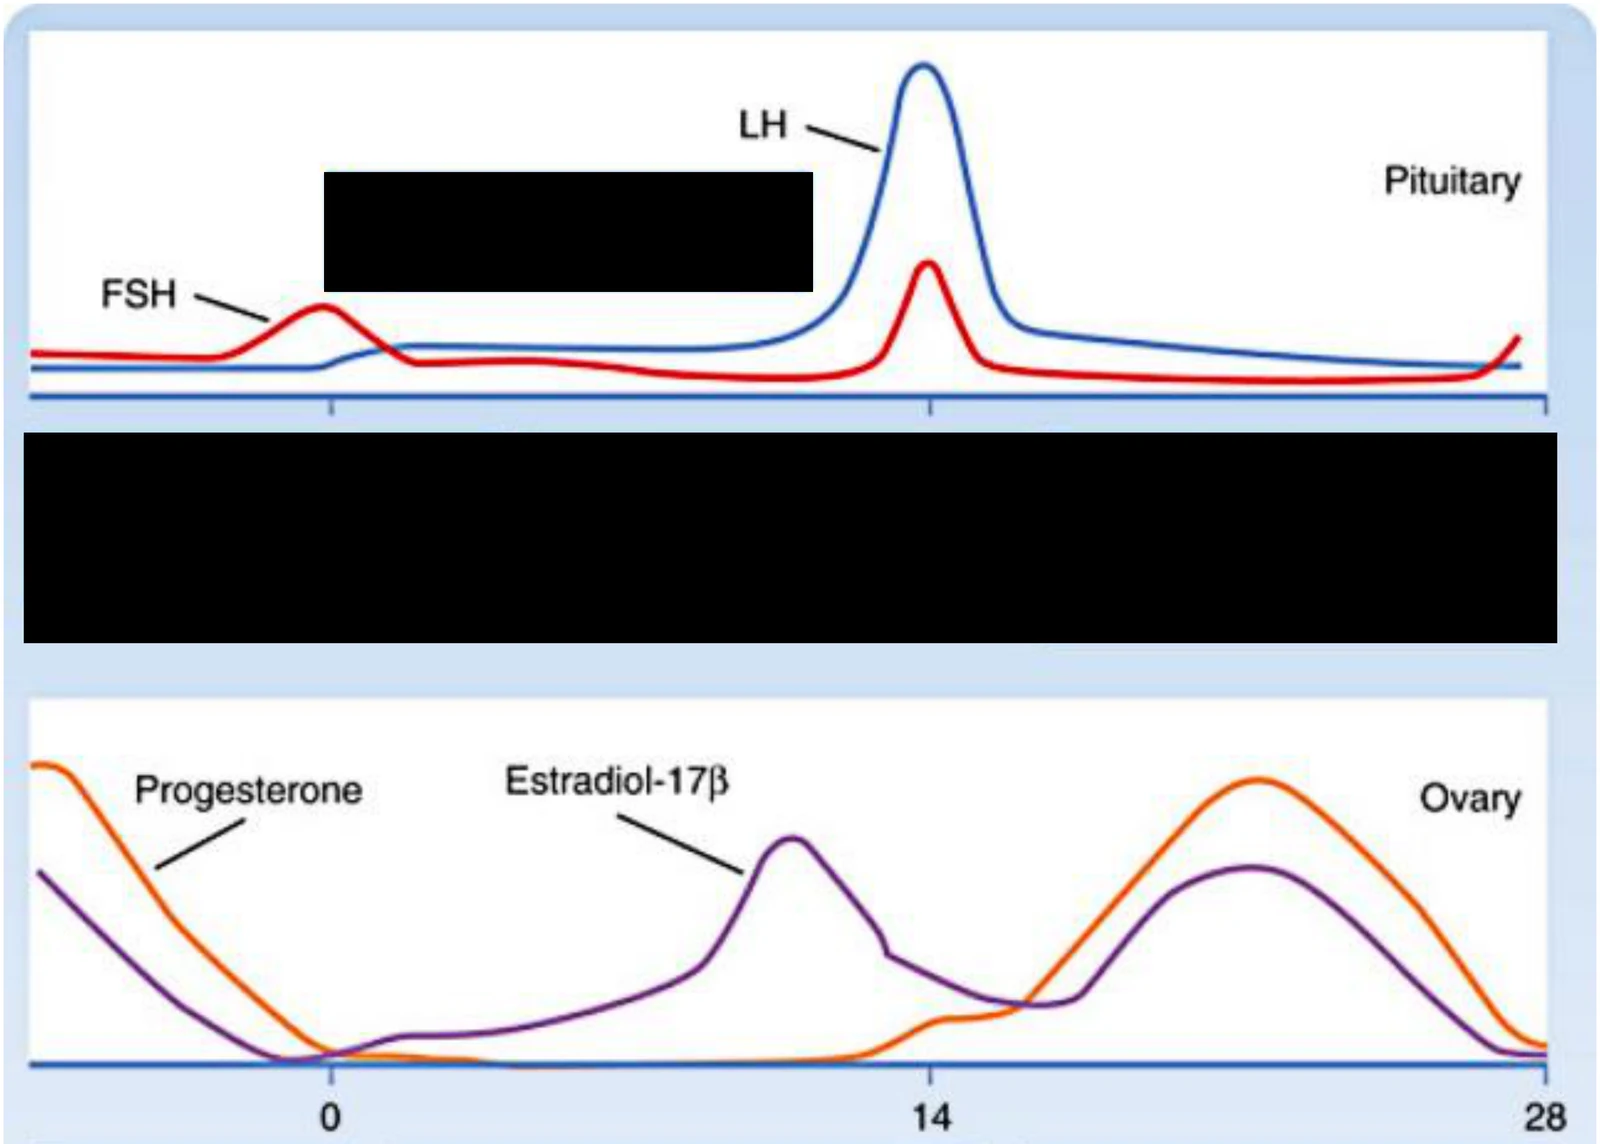 LH
Pituitary
FSH
Progesterone
Estradiol-17β
Ovary
0
14
28